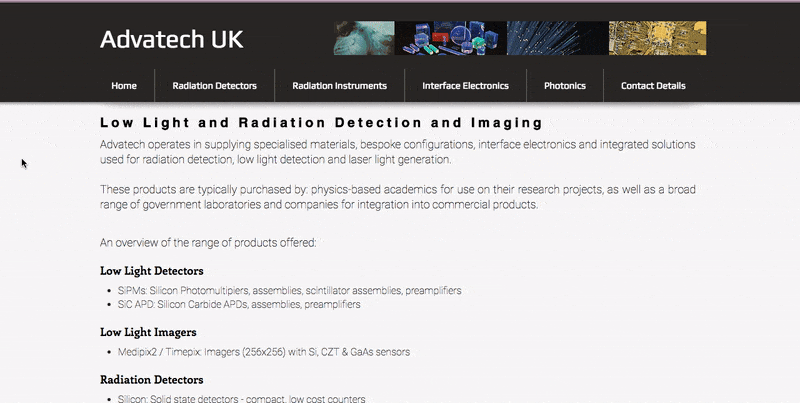 Advatech UK
Home
Radiation Detectors
Radiation Instruments
Interface Electronics
Photonics
Contact Details
Low Light and Radiation Detection and Imaging
Advatech operates in supplying specialised materials, bespoke configurations, interface electronics and integrated solutions
used for radiation detection, low light detection and laser light generation.
These products are typically purchased by: physics-based academics for use on their research projects, as well as a broad
range of government laboratories and companies for integration into commercial products.
An overview of the range of products offered:
Low Light Detectors
• SiPMs: Silicon Photomultipiers, assemblies, scintillator assemblies, preamplifiers
• SiC APD: Silicon Carbide APDs, assemblies, preamplifiers
Low Light Imagers
• Medipix2 / Timepix: Imagers (256x256) with Si, CZT & GaAs sensors
Radiation Detectors
• Silicon: Solid state detectors - compact, low cost counters